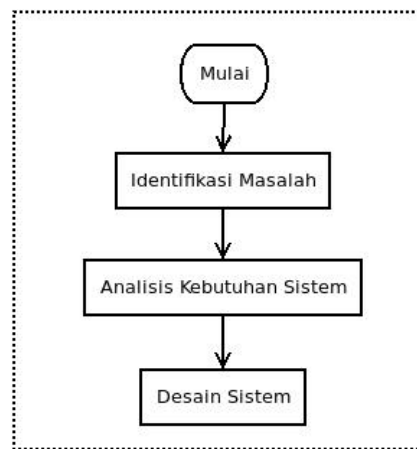 Mulai
Identifikasi Masalah
Analisis Kebutuhan Sistem
Desain Sistem